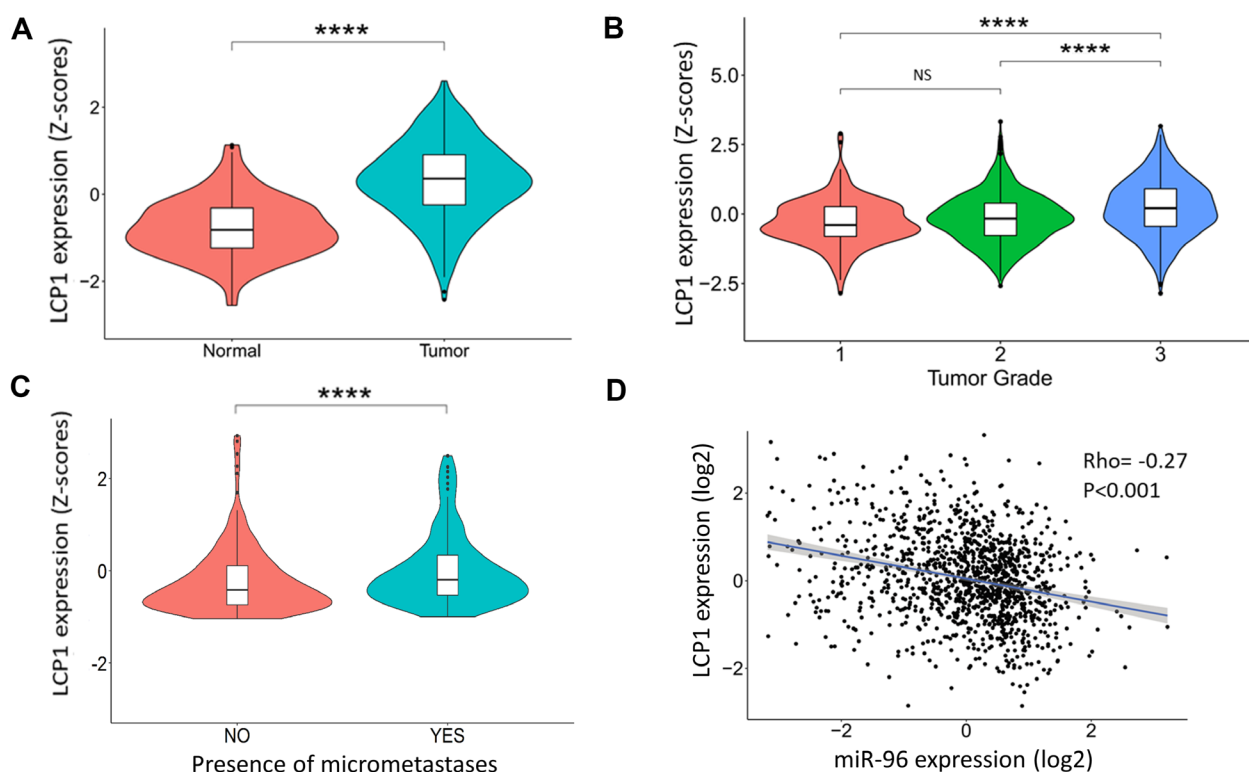 A
LCP1 expression (Z-scores)
****
2
0
−2
Normal
Tumor
B
LCP1 expression (Z-scores)
****
****
NS
5.0
2.5
0.0
−2.5
1
2
3
Tumor Grade
C
LCP1 expression (Z-scores)
****
2
0
-2
NO
YES
Presence of micrometastases
D
LCP1 expression (log2)
Rho= -0.27
P<0.001
2
0
−2
−2
0
2
miR-96 expression (log2)